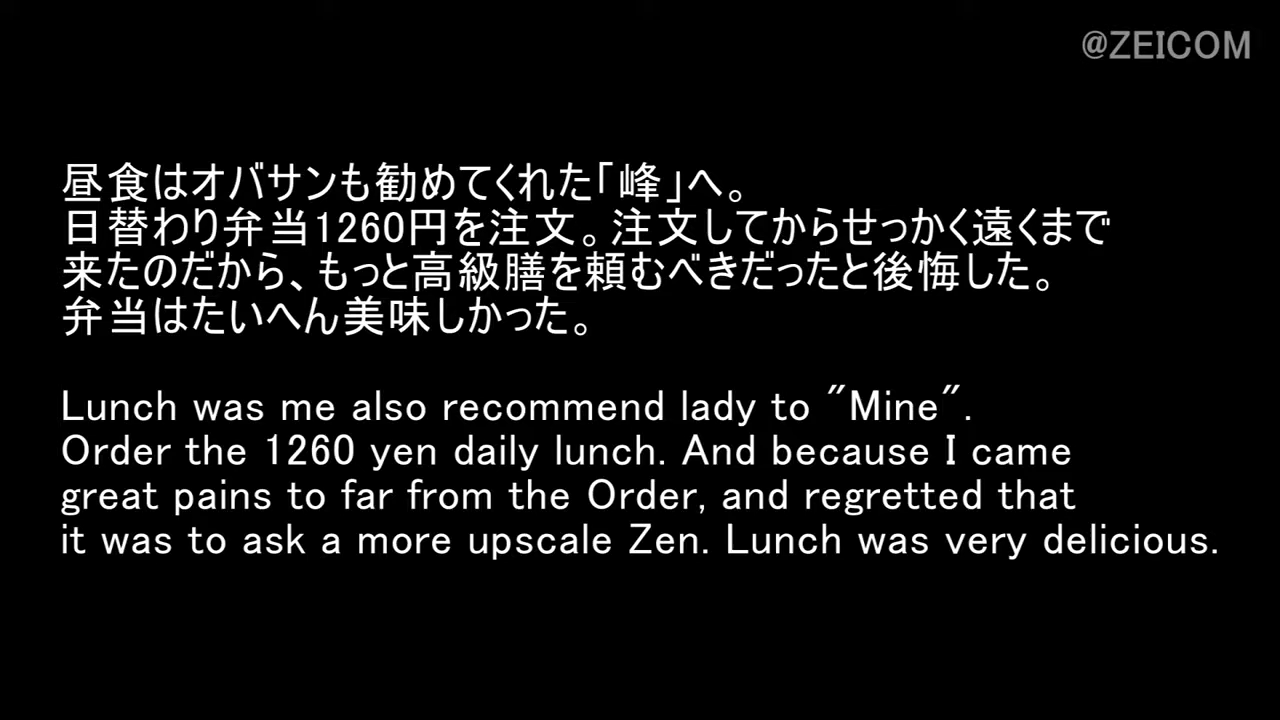 @ZEICOM
昼食はオバサンも勧めてくれた「峰」へ。
日替わり弁当1260円を注文。注文してからせっかく遠くまで
来たのだから、もっと高級膳を頼むべきだったと後悔した。
弁当はたいへん美味しかった。
Lunch was me also recommend lady to "Mine".
Order the 1260 yen daily lunch. And because I came
great pains to far from the Order, and regretted that
it was to ask a more upscale Zen. Lunch was very delicious.